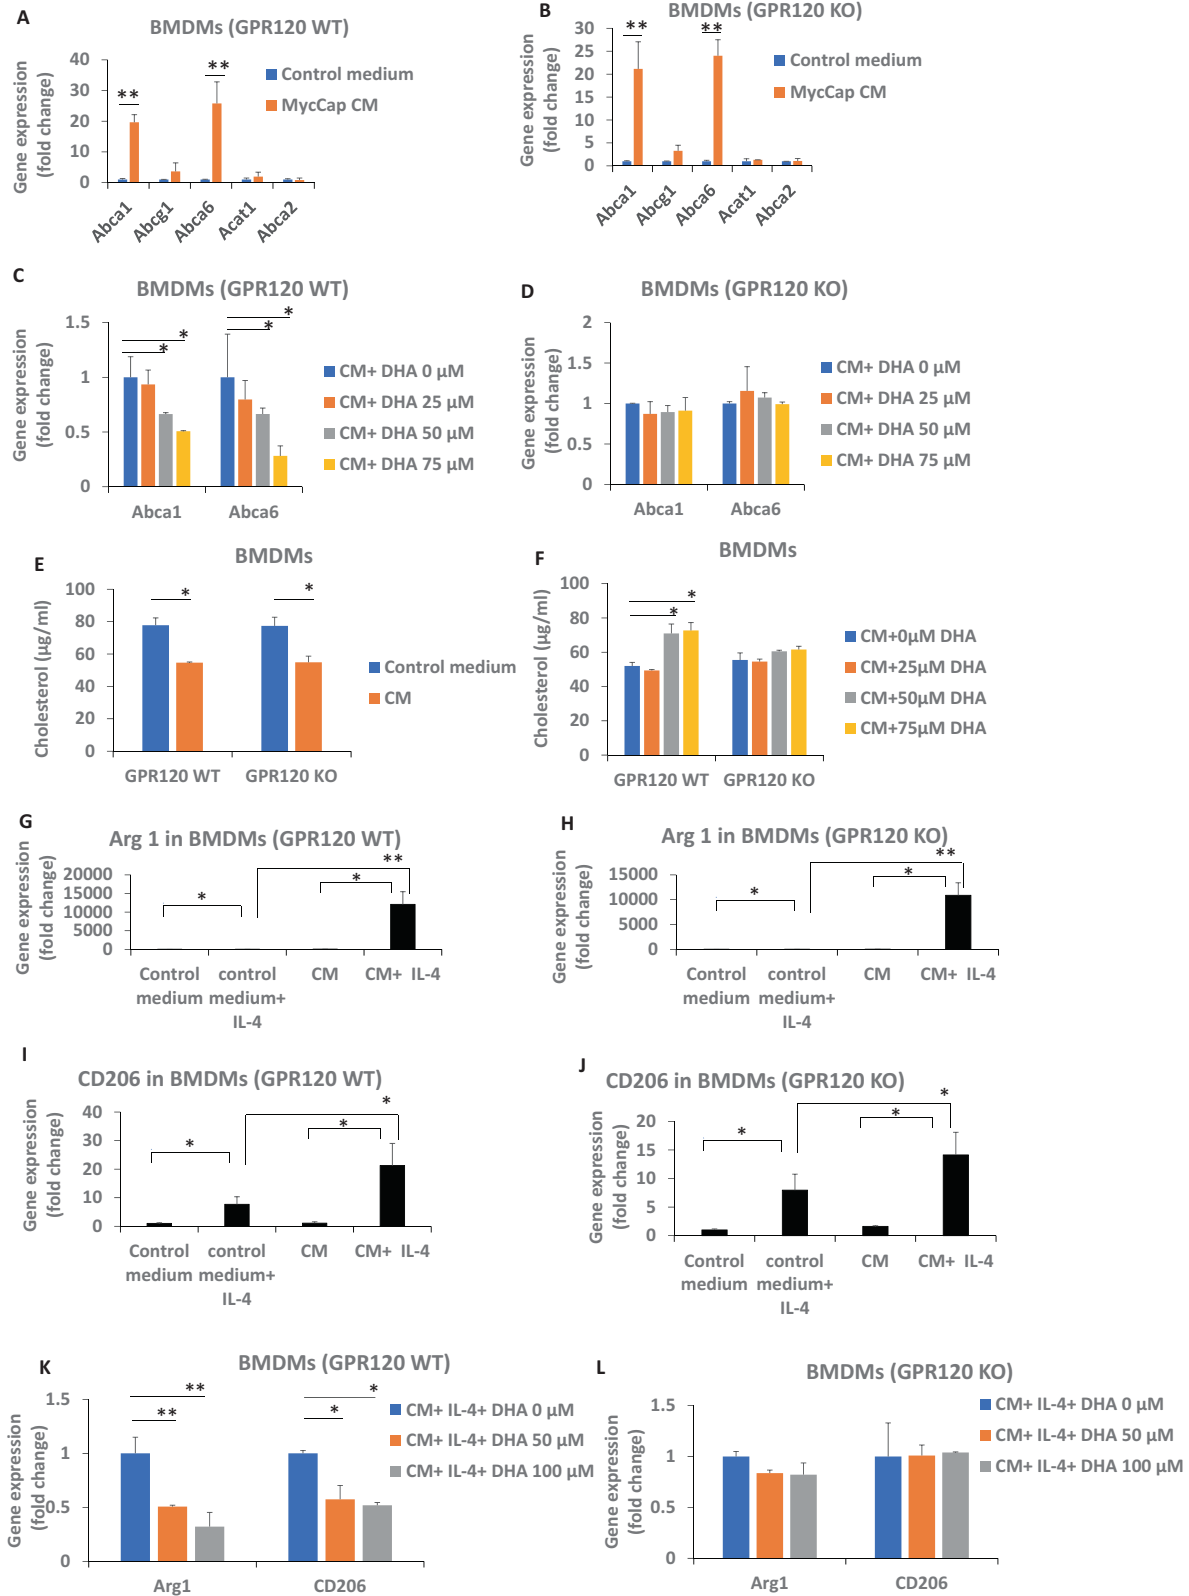 A
BMDMs (GPR120 WT)
Gene expression
(fold change)
50
40
30
20
10
0
**
**
Control medium
MycCap CM
Abca1
Abcg1
Abca6
Acat1
Abca2
B
BMDMs (GPR120 KO)
Gene expression
(fold change)
30
25
20
15
10
5
0
**
**
Control medium
MycCap CM
Abca1
Abcg1
Abca6
Acat1
Abca2
C
BMDMs (GPR120 WT)
Gene expression
(fold change)
1.5
1
0.5
0
*
*
*
*
CM+ DHA 0 µM
CM+ DHA 25 µM
CM+ DHA 50 µM
CM+ DHA 75 µM
Abca1
Abca6
D
BMDMs (GPR120 KO)
Gene expression
(fold change)
2
1.5
1
0.5
0
CM+ DHA 0 µM
CM+ DHA 25 µM
CM+ DHA 50 µM
CM+ DHA 75 µM
Abca1
Abca6
E
BMDMs
Cholesterol (µg/ml)
100
80
60
40
20
0
*
*
Control medium
CM
GPR120 WT
GPR120 KO
F
BMDMs
Cholesterol (µg/ml)
100
80
60
40
20
0
*
*
CM+0µM DHA
CM+25µM DHA
CM+50µM DHA
CM+75µM DHA
GPR120 WT
GPR120 KO
G
Arg 1 in BMDMs (GPR120 WT)
Gene expression
(fold change)
20000
15000
10000
5000
0
*
*
**
Control
medium
control
medium+
IL-4
CM
CM+ IL-4
H
Arg 1 in BMDMs (GPR120 KO)
Gene expression
(fold change)
15000
10000
5000
0
*
*
**
Control
medium
control
medium+
IL-4
CM
CM+ IL-4
I
CD206 in BMDMs (GPR120 WT)
Gene expression
(fold change)
40
30
20
10
0
*
*
*
Control
medium
control
medium+
IL-4
CM
CM+ IL-4
J
CD206 in BMDMs (GPR120 KO)
Gene expression
(fold change)
20
15
10
5
0
*
*
*
Control
medium
control
medium+
IL-4
CM
CM+ IL-4
K
BMDMs (GPR120 WT)
Gene expression
(fold change)
1.5
1
0.5
0
**
**
*
*
CM+ IL-4+ DHA 0 µM
CM+ IL-4+ DHA 50 µM
CM+ IL-4+ DHA 100 µM
Arg1
CD206
L
BMDMs (GPR120 KO)
Gene expression
(fold change)
1.5
1
0.5
0
CM+ IL-4+ DHA 0 µM
CM+ IL-4+ DHA 50 µM
CM+ IL-4+ DHA 100 µM
Arg1
CD206